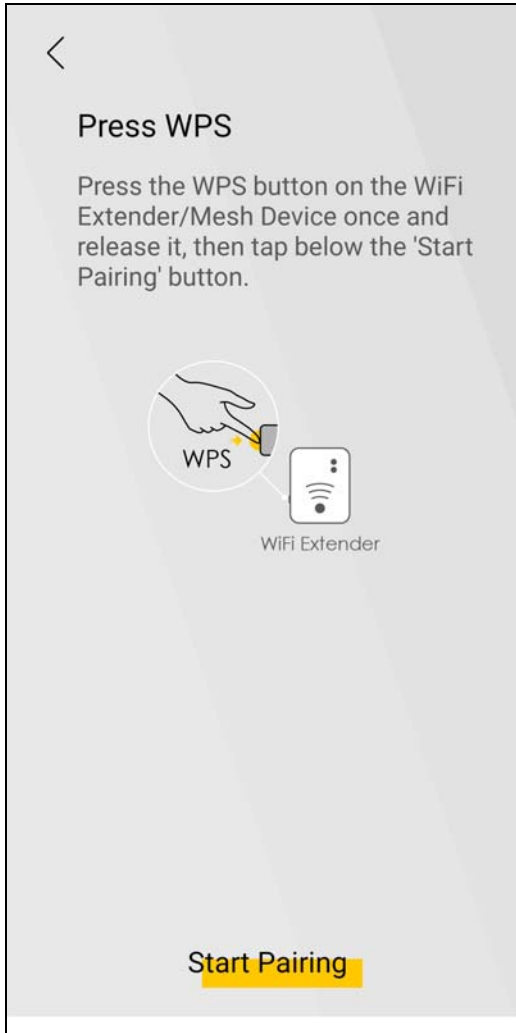 Press WPS
Press the WPS button on the WiFi
Extender/Mesh Device once and
release it, then tap below the 'Start
Pairing' button.
WPS
WiFi Extender
Start Pairing